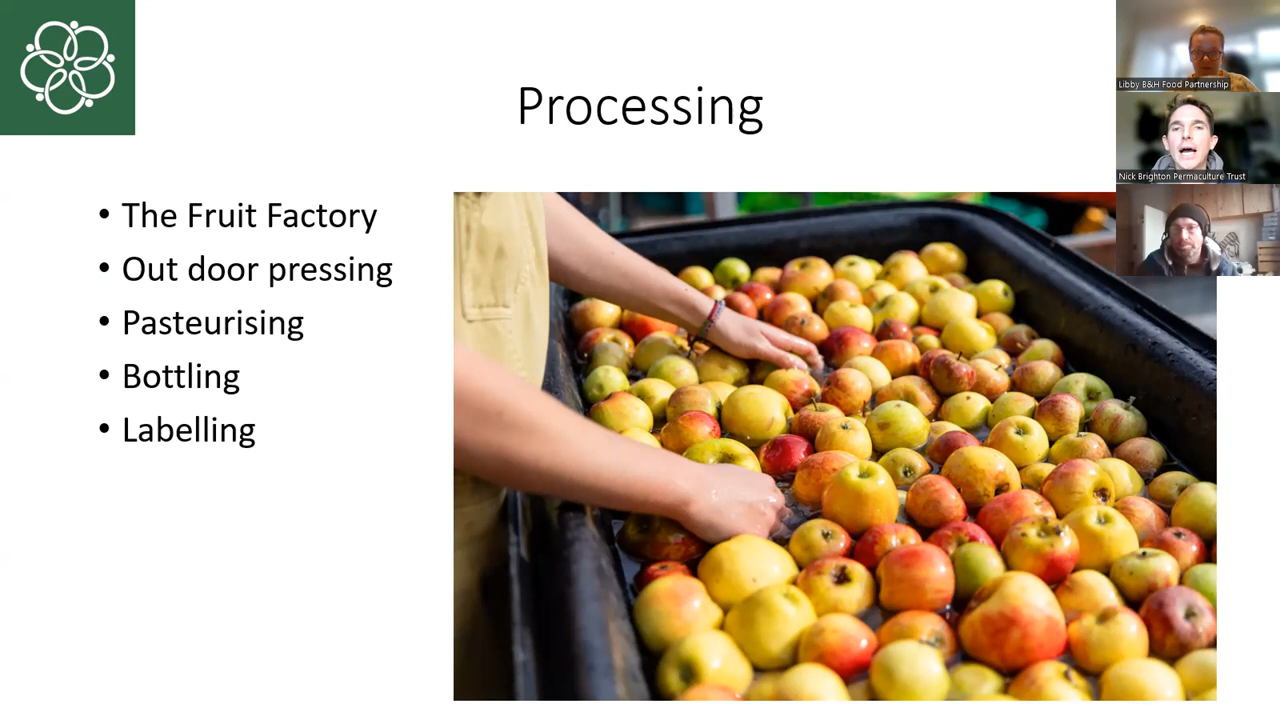 Processing
• The Fruit Factory
• Out door pressing
• Pasteurising
• Bottling
• Labelling
Libby B&H Food Partnership
Nick Brighton Permaculture Trust